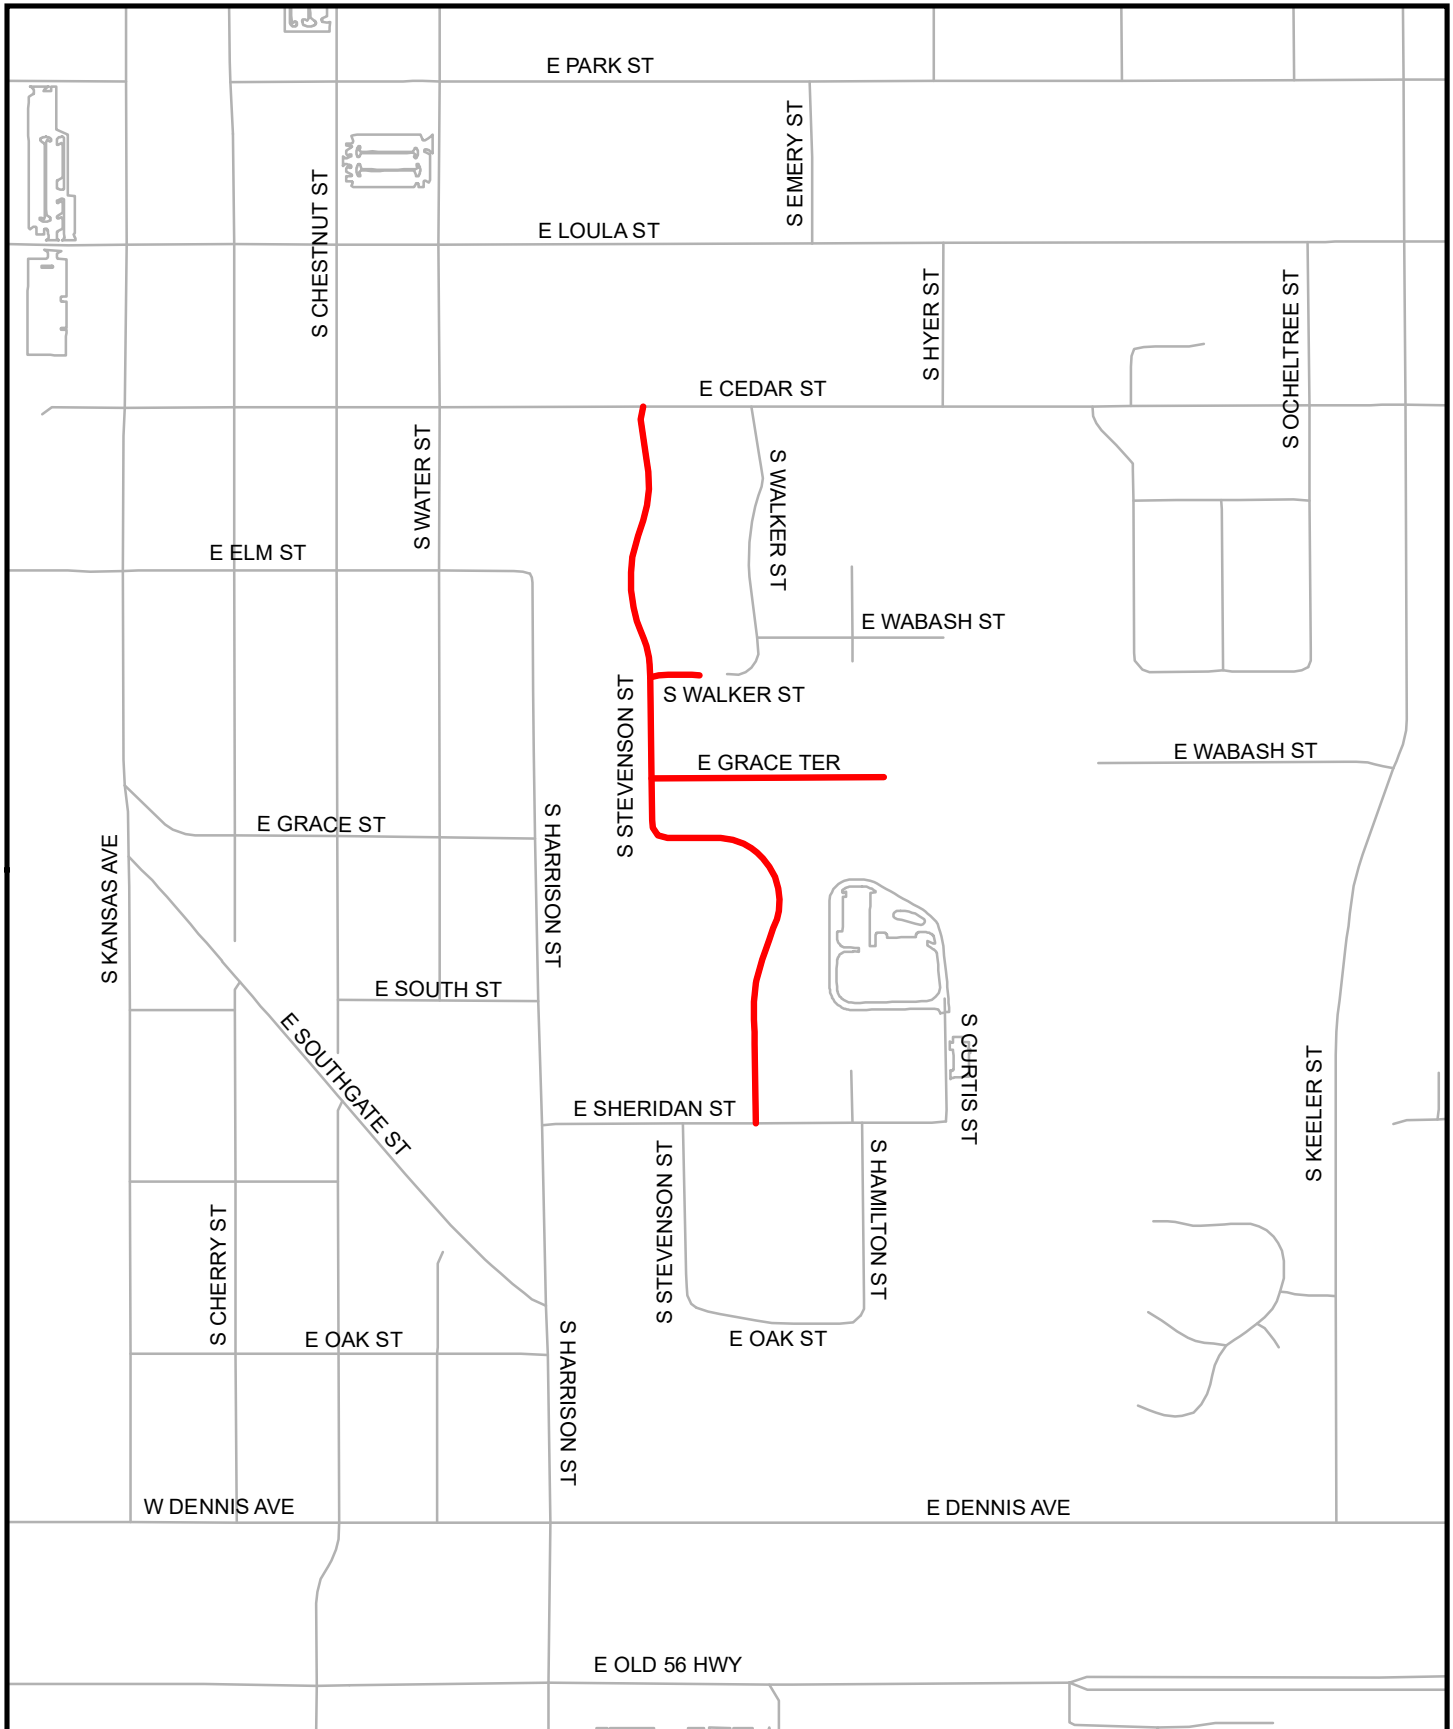 E PARK ST
S EMERY ST
S CHESTNUT ST
E LOULA ST
S HYER ST
S OCHELTREE ST
E CEDAR ST
S WATER ST
S WALKER ST
E ELM ST
E WABASH ST
S STEVENSON ST
S WALKER ST
E WABASH ST
E GRACE TER
S HARRISON ST
E GRACE ST
S KANSAS AVE
E SOUTH ST
E SOUTHGATE ST
S CURTIS ST
S KEELER ST
E SHERIDAN ST
S STEVENSON ST
S HAMILTON ST
S CHERRY ST
E OAK ST
E OAK ST
S HARRISON ST
W DENNIS AVE
E DENNIS AVE
E OLD 56 HWY